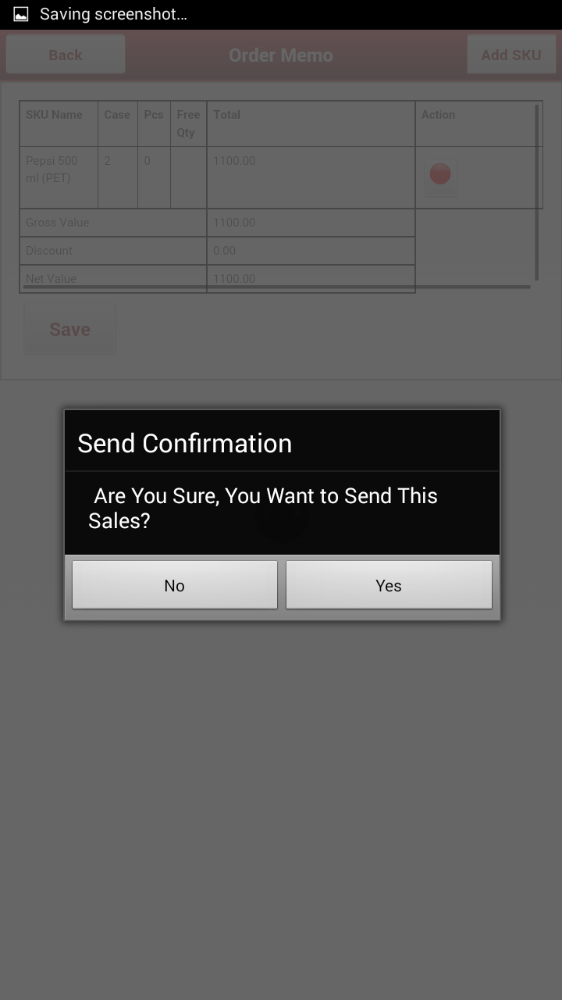 Saving screenshot...
Back
Order Memo
Add SKU
SKU Name Case Pcs Free Total Action
Qty
Pepsi 500 2 0 1100.00
ml (PET)
Gross Value 1100.00
Discount 0.00
Net Value 1100.00
Save
Send Confirmation
Are You Sure, You Want to Send This
Sales?
No
Yes